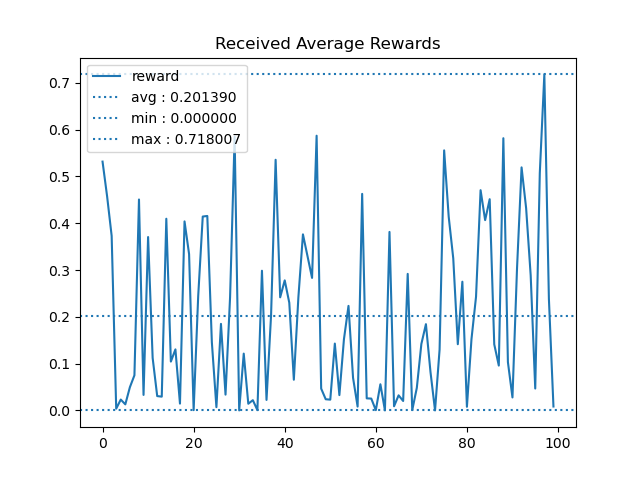 Received Average Rewards
reward
avg : 0.201390
min : 0.000000
max : 0.718007
0.7
0.6
0.5
0.4
0.3
0.2
0.1
0.0
0 20 40 60 80 100